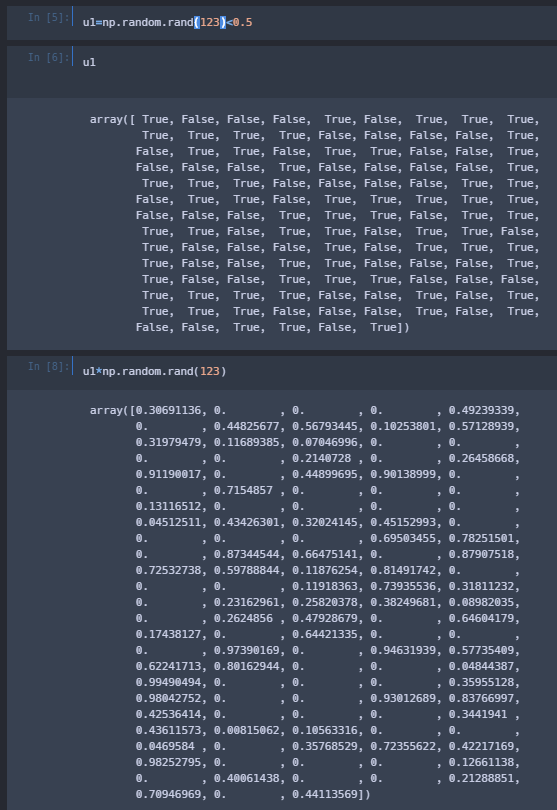 In [5]: u1=np.random.rand(123)<0.5
In [6]: u1
array([ True, False, False, False,  True, False,  True,  True,  True,
        True,  True,  True,  True, False, False, False, False,  True,
       False,  True,  True, False,  True,  True, False, False,  True,
       False, False, False,  True,  True, False, False, False,  True,
        True,  True,  True, False, False, False, False,  True,  True,
       False,  True,  True, False,  True,  True,  True,  True,  True,
       False, False, False,  True,  True,  True, False,  True,  True,
        True,  True, False,  True,  True, False,  True,  True, False,
        True, False, False, False,  True, False,  True,  True,  True,
        True, False, False,  True,  True, False, False, False,  True,
        True, False, False,  True,  True,  True, False, False, False,
        True,  True,  True,  True, False, False,  True,  True,  True,
        True,  True,  True, False, False, False,  True, False,  True,
       False, False,  True,  True, False,  True])
In [8]: u1*np.random.rand(123)
array([0.30691136, 0.        , 0.        , 0.        , 0.49239339,
       0.        , 0.44825677, 0.56793445, 0.10253801, 0.57128939,
       0.31979479, 0.11689385, 0.07046996, 0.        , 0.        ,
       0.        , 0.        , 0.2140728 , 0.        , 0.26458668,
       0.91190017, 0.        , 0.44899695, 0.90138999, 0.        ,
       0.        , 0.7154857 , 0.        , 0.        , 0.        ,
       0.13116512, 0.        , 0.        , 0.        , 0.        ,
       0.04512511, 0.43426301, 0.32024145, 0.45152993, 0.        ,
       0.        , 0.        , 0.        , 0.69503455, 0.78251501,
       0.        , 0.87344544, 0.66475141, 0.        , 0.87907518,
       0.72532738, 0.59788844, 0.11876254, 0.81491742, 0.        ,
       0.        , 0.        , 0.11918363, 0.73935536, 0.31811232,
       0.        , 0.23162961, 0.25820378, 0.38249681, 0.08982035,
       0.        , 0.2624856 , 0.47928679, 0.        , 0.64604179,
       0.17438127, 0.        , 0.64421335, 0.        , 0.        ,
       0.        , 0.97390169, 0.        , 0.94631939, 0.57735409,
       0.62241713, 0.80162944, 0.        , 0.        , 0.04844387,
       0.99490494, 0.        , 0.        , 0.        , 0.35955128,
       0.98042752, 0.        , 0.        , 0.93012689, 0.83766997,
       0.42536414, 0.        , 0.        , 0.        , 0.3441941 ,
       0.43611573, 0.00815062, 0.10563316, 0.        , 0.        ,
       0.0469584 , 0.        , 0.35768529, 0.72355622, 0.42217169,
       0.98252795, 0.        , 0.        , 0.        , 0.12661138,
       0.        , 0.40061438, 0.        , 0.        , 0.21288851,
       0.70946969, 0.        , 0.44113569])